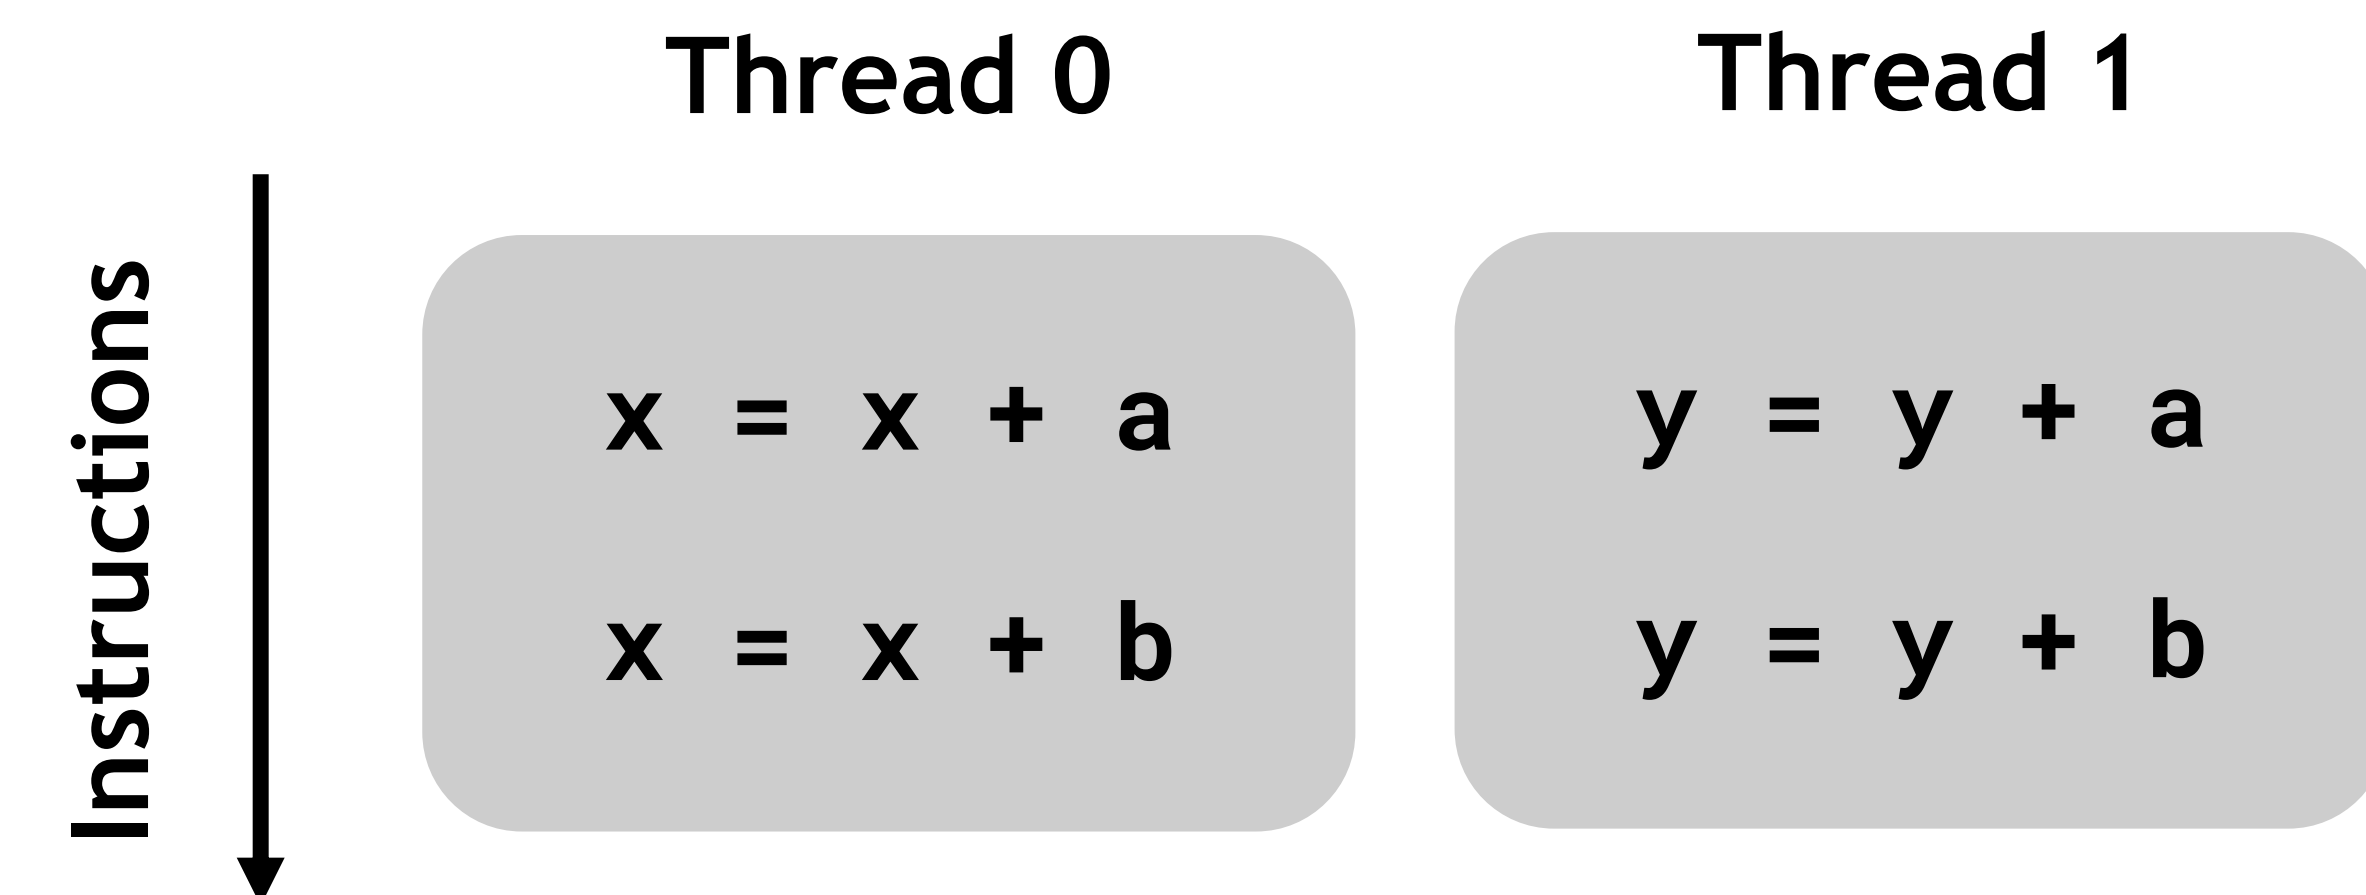 Thread 0
Thread 1
Instructions
x = x + a
x = x + b
y = y + a
y = y + b